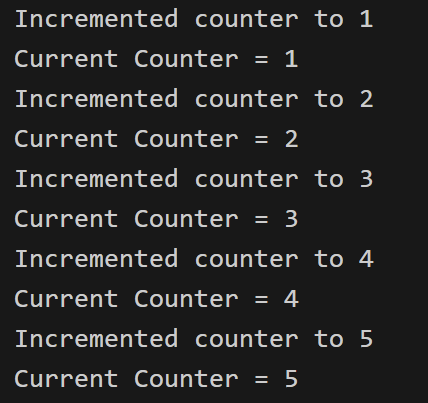 Incremented counter to 1
Current Counter = 1
Incremented counter to 2
Current Counter = 2
Incremented counter to 3
Current Counter = 3
Incremented counter to 4
Current Counter = 4
Incremented counter to 5
Current Counter = 5